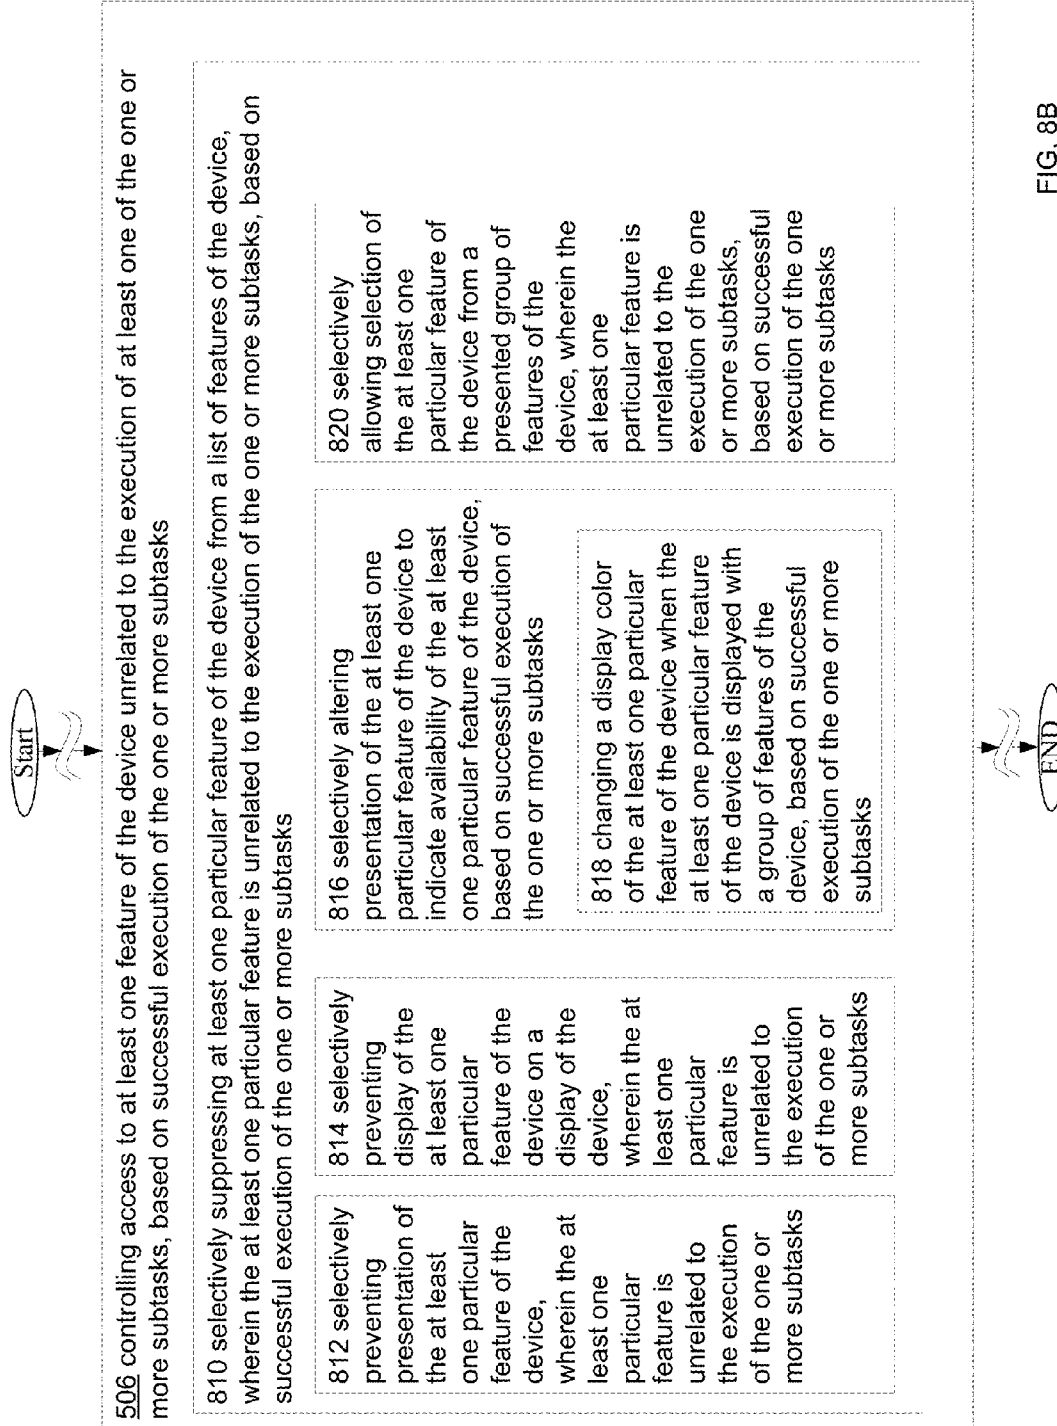 Start
506 controlling access to at least one feature of the device unrelated to the execution of at least one of the one or
more subtasks, based on successful execution of the one or more subtasks
810 selectively suppressing at least one particular feature of the device from a list of features of the device,
wherein the at least one particular feature is unrelated to the execution of the one or more subtasks, based on
successful execution of the one or more subtasks
812 selectively
preventing
presentation of
the at least
one particular
feature of the
device,
wherein the at
least one
particular
feature is
unrelated to
the execution
of the one or
more subtasks
814 selectively
preventing
display of the
at least one
particular
feature of the
device on a
display of the
device,
wherein the at
least one
particular
feature is
unrelated to
the execution
of the one or
more subtasks
816 selectively altering
presentation of the at least one
particular feature of the device to
indicate availability of the at least
one particular feature of the device,
based on successful execution of
the one or more subtasks
818 changing a display color
of the at least one particular
feature of the device when the
at least one particular feature
of the device is displayed with
a group of features of the
device, based on successful
execution of the one or more
subtasks
820 selectively
allowing selection of
the at least one
particular feature of
the device from a
presented group of
features of the
device, wherein the
at least one
particular feature is
unrelated to the
execution of the one
or more subtasks,
based on successful
execution of the one
or more subtasks
END
FIG. 8B